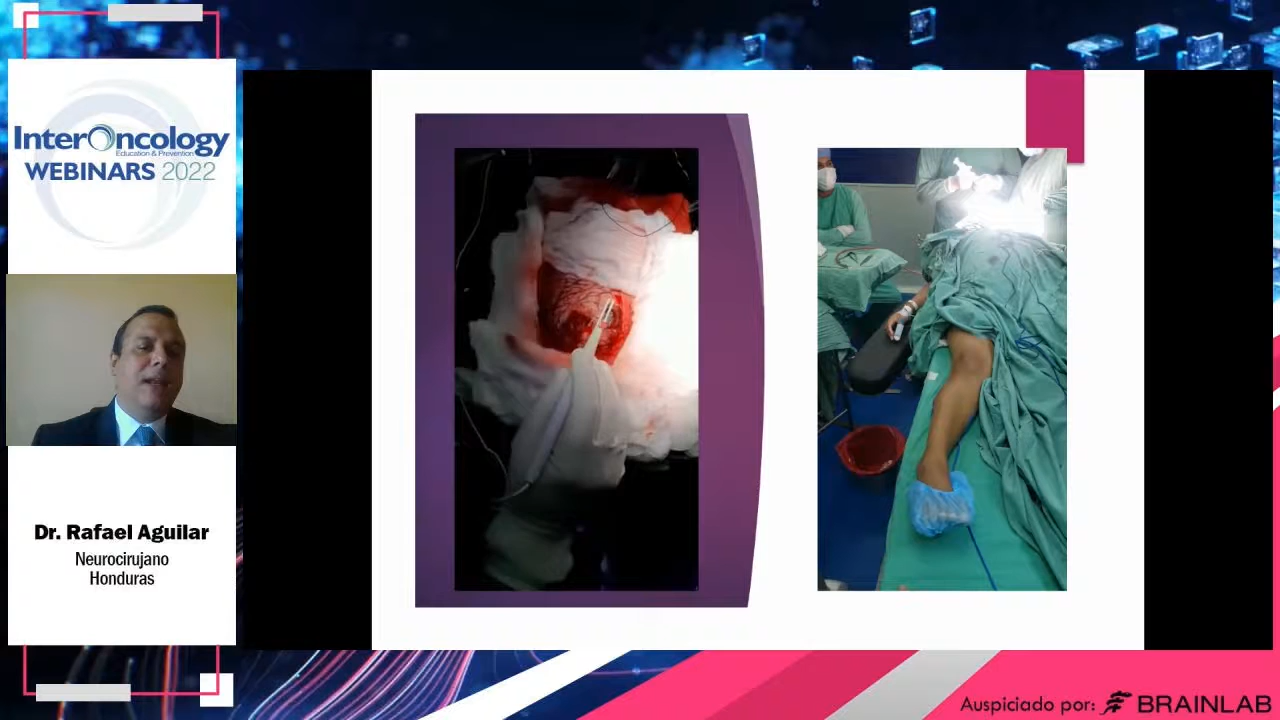 InterOncology
Education & Prevention
WEBINARS 2022
Dr. Rafael Aguilar
Neurocirujano
Honduras
Auspiciado por: BRAINLAB